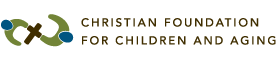 CHRISTIAN FOUNDATION
FOR CHILDREN AND AGING